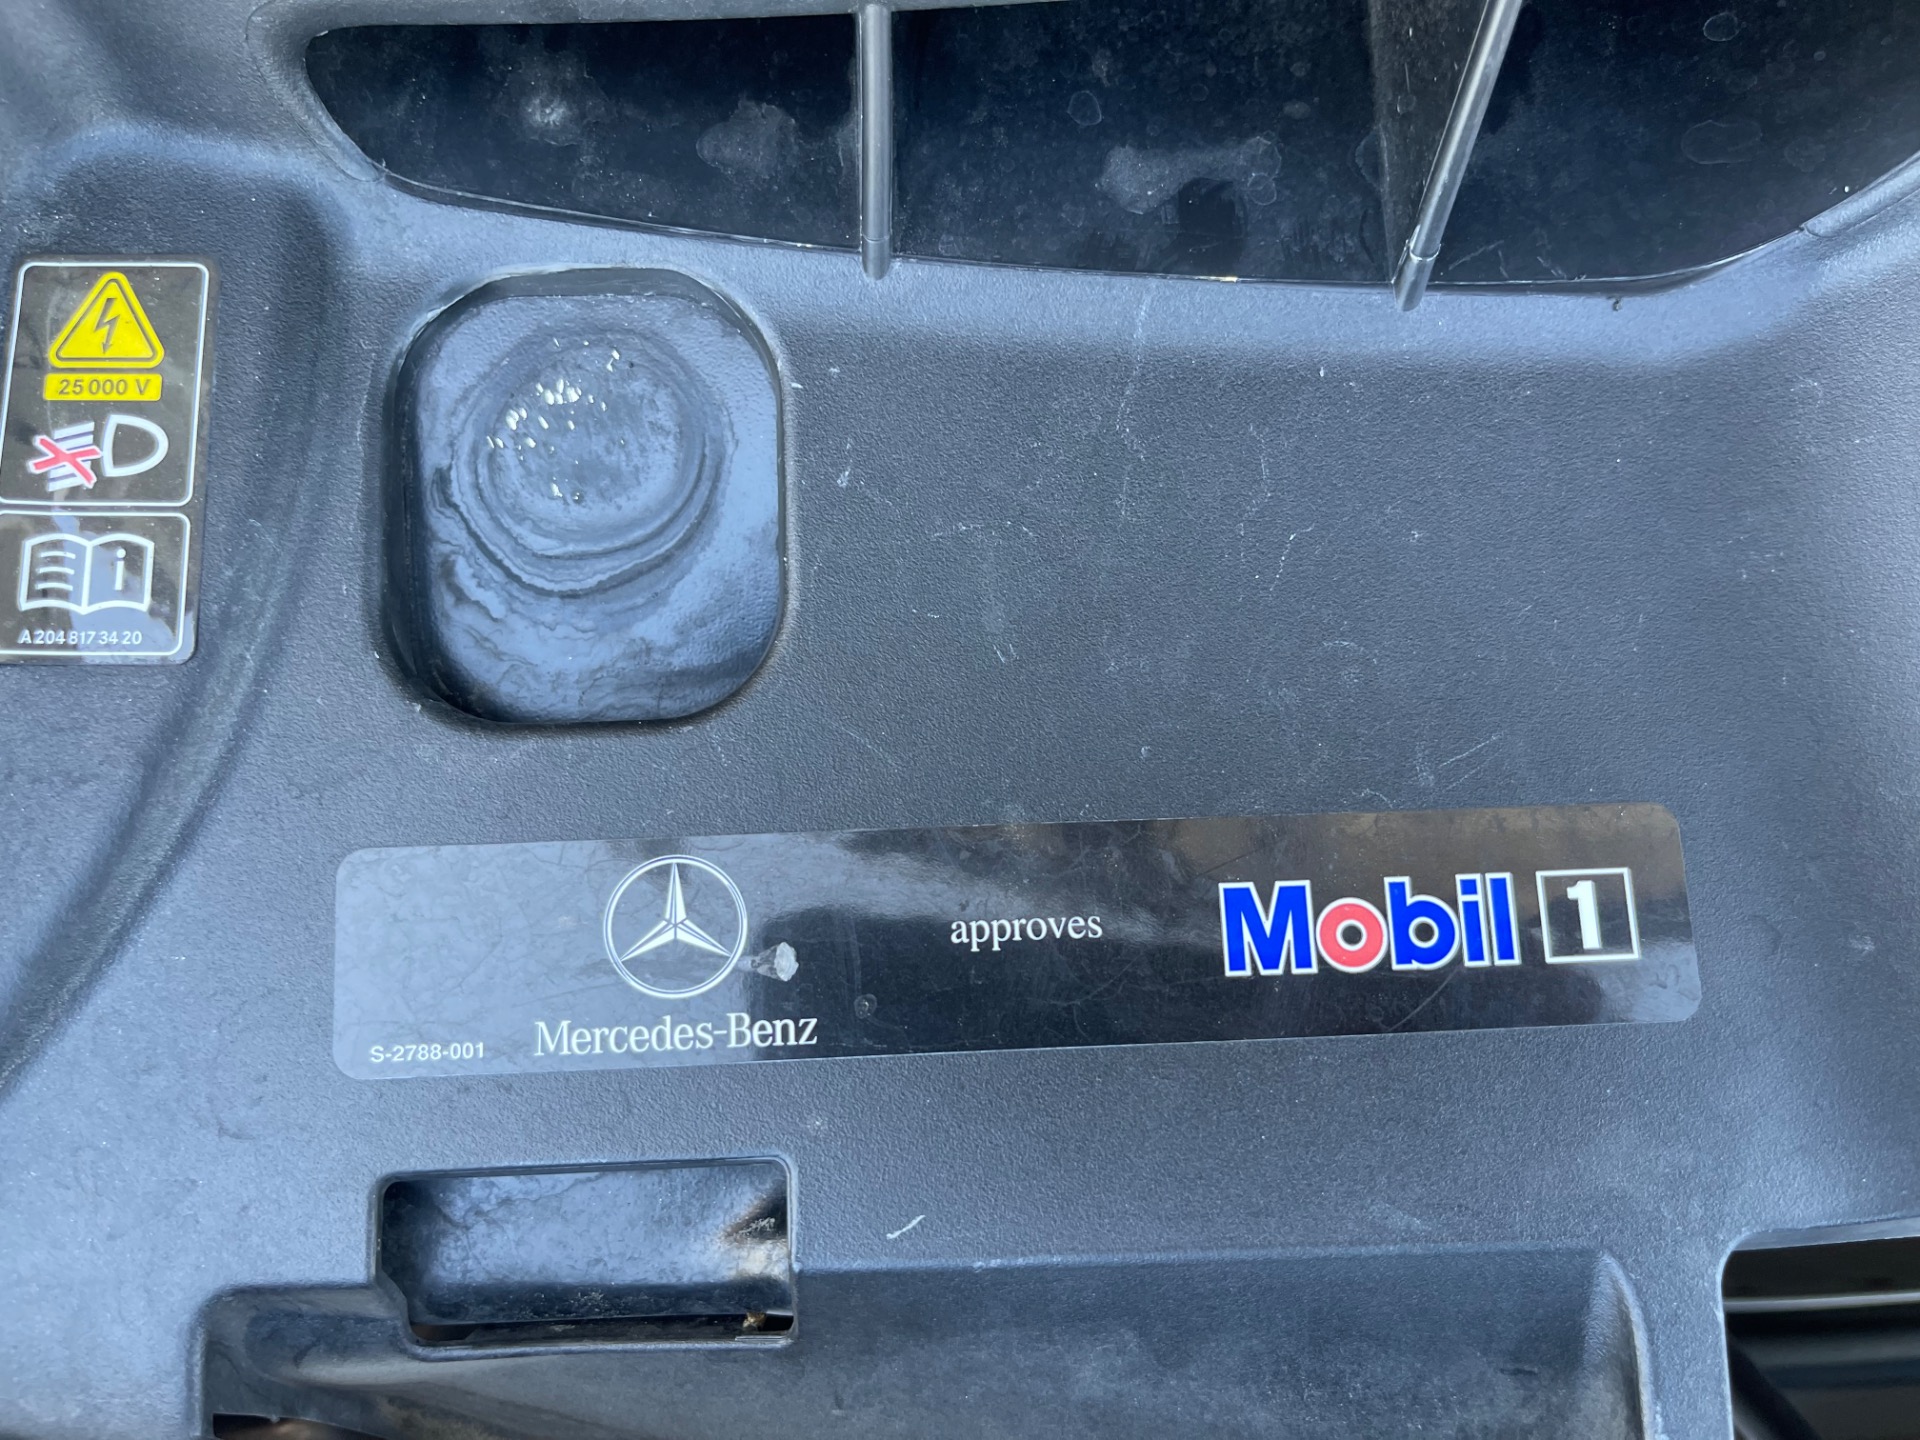 25 000 V
i
A 204 817 34 20
approves
Mobil 1
S-2788-001
Mercedes-Benz